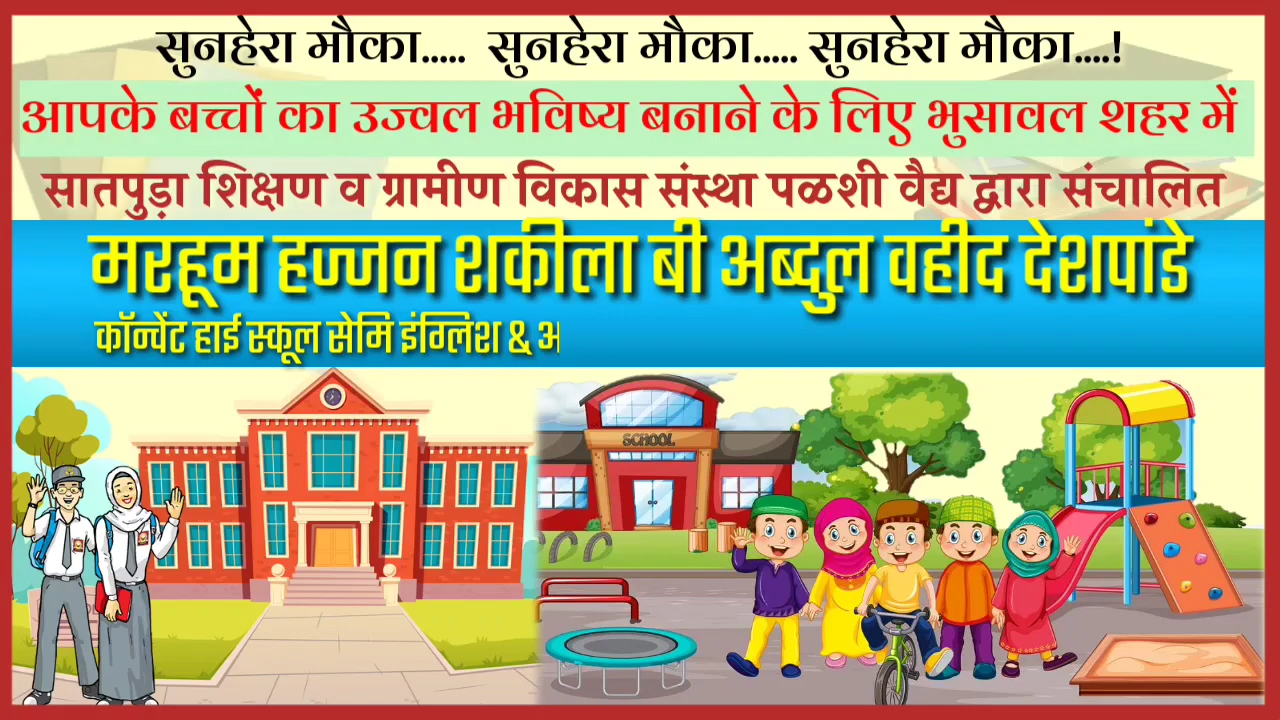 सुनहेरा मौका..... सुनहेरा मौका..... सुनहेरा मौका....!
आपके बच्चों का उज्वल भविष्य बनाने के लिए भुसावल शहर में
सातपुड़ा शिक्षण व ग्रामीण विकास संस्था पळशी वैद्य द्वारा संचालित
मरहूम हज्जन शकीला बी अब्दुल वहीद देशपांडे
कॉन्वेंट हाई स्कूल सेमि इंग्लिश &
SCHOOL